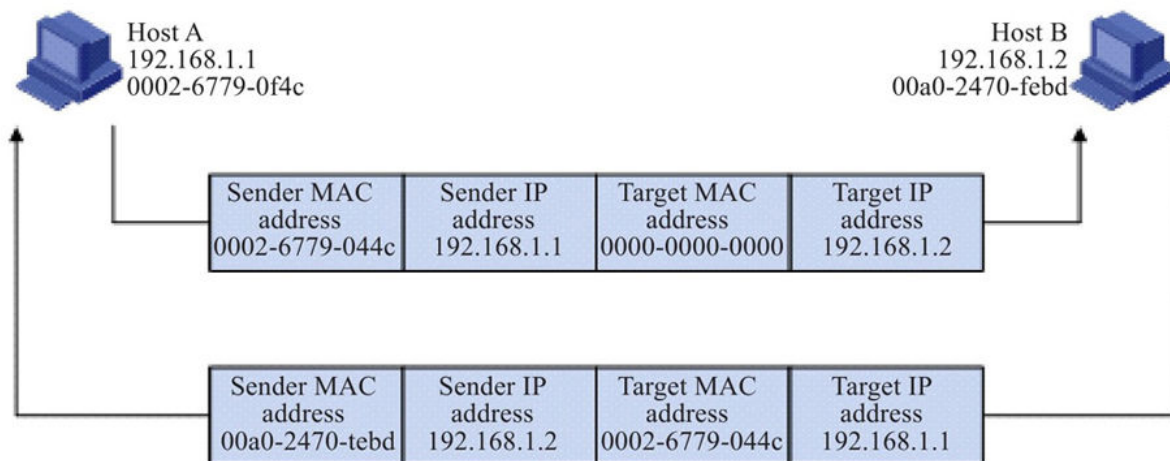 Host A
192.168.1.1
0002-6779-0f4c
Host B
192.168.1.2
00a0-2470-febd
Sender MAC
address
0002-6779-044c
Sender IP
address
192.168.1.1
Target MAC
address
0000-0000-0000
Target IP
address
192.168.1.2
Sender MAC
address
00a0-2470-tebd
Sender IP
address
192.168.1.2
Target MAC
address
0002-6779-044c
Target IP
address
192.168.1.1